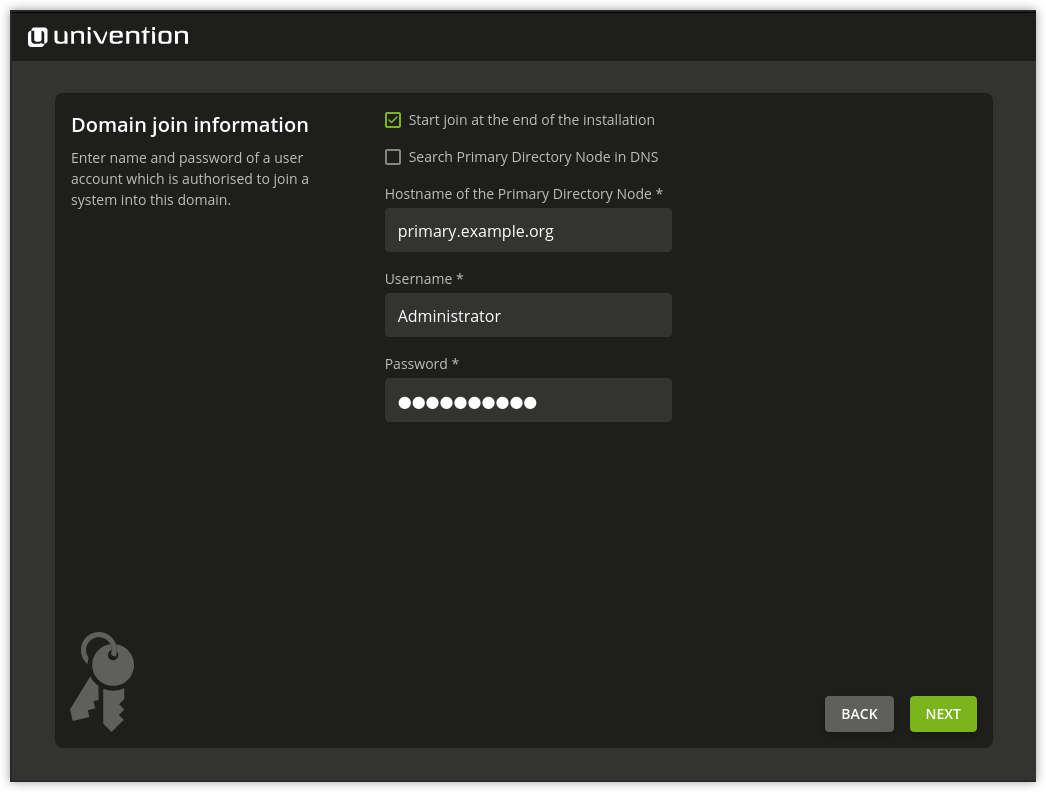 univention
Domain join information
Enter name and password of a user
account which is authorised to join a
system into this domain.
Start join at the end of the installation
Search Primary Directory Node in DNS
Hostname of the Primary Directory Node *
primary.example.org
Username *
Administrator
Password *
●●●●●●●●●●
BACK
NEXT